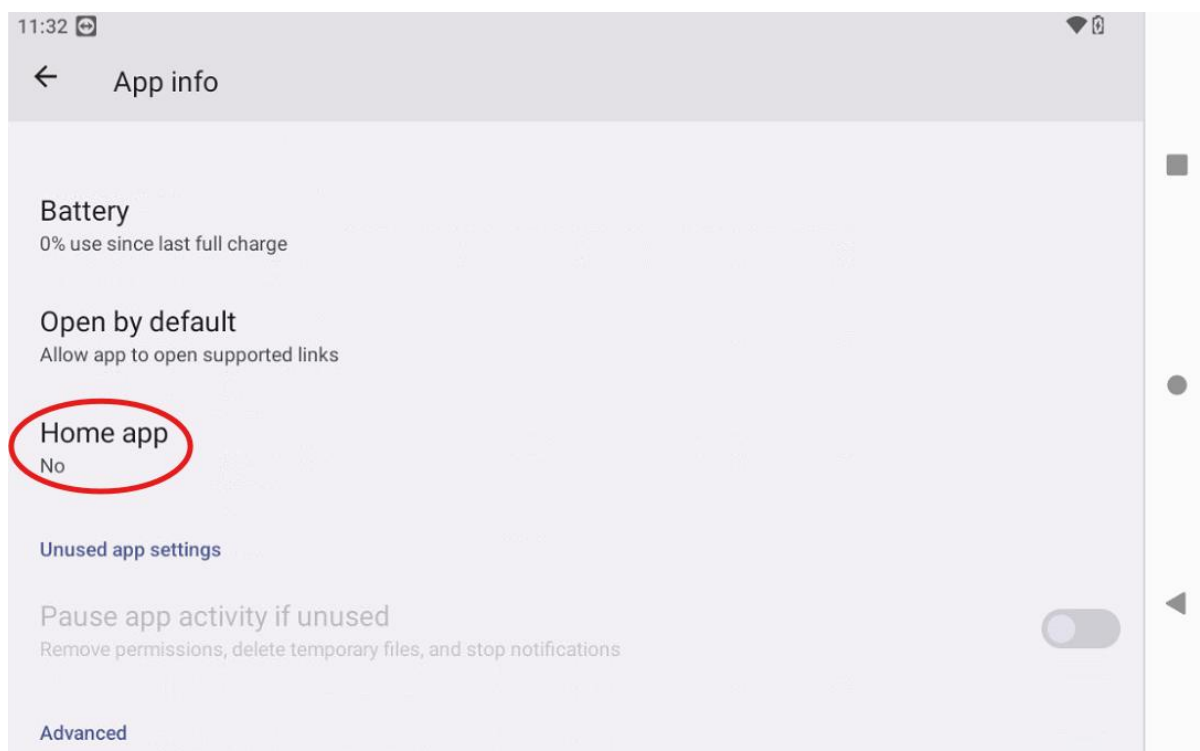 11:32
App info
Battery
0% use since last full charge
Open by default
Allow app to open supported links
Home app
No
Unused app settings
Pause app activity if unused
Remove permissions, delete temporary files, and stop notifications
Advanced